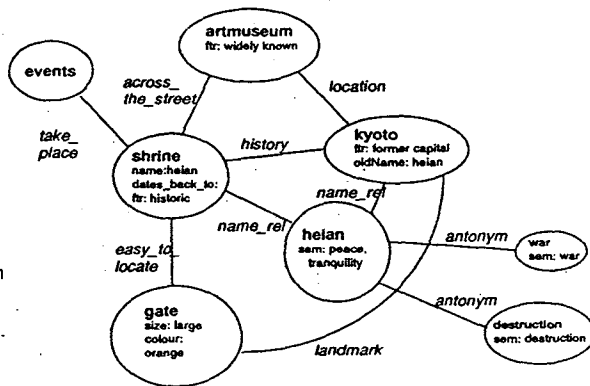 artmuseum
ftr: widely known
events
across_
the_street
location
take_
place
kyoto
ftr: former capital
oldName: heian
history
shrine
name:heian
dates_back_to:
ftr: historic
name_rel
name_rel
heian
sem: peace,
tranquility
antonym
war
sem: war
easy_to_
locate
antonym
gate
size: large
colour:
orange
destruction
sem: destruction
landmark